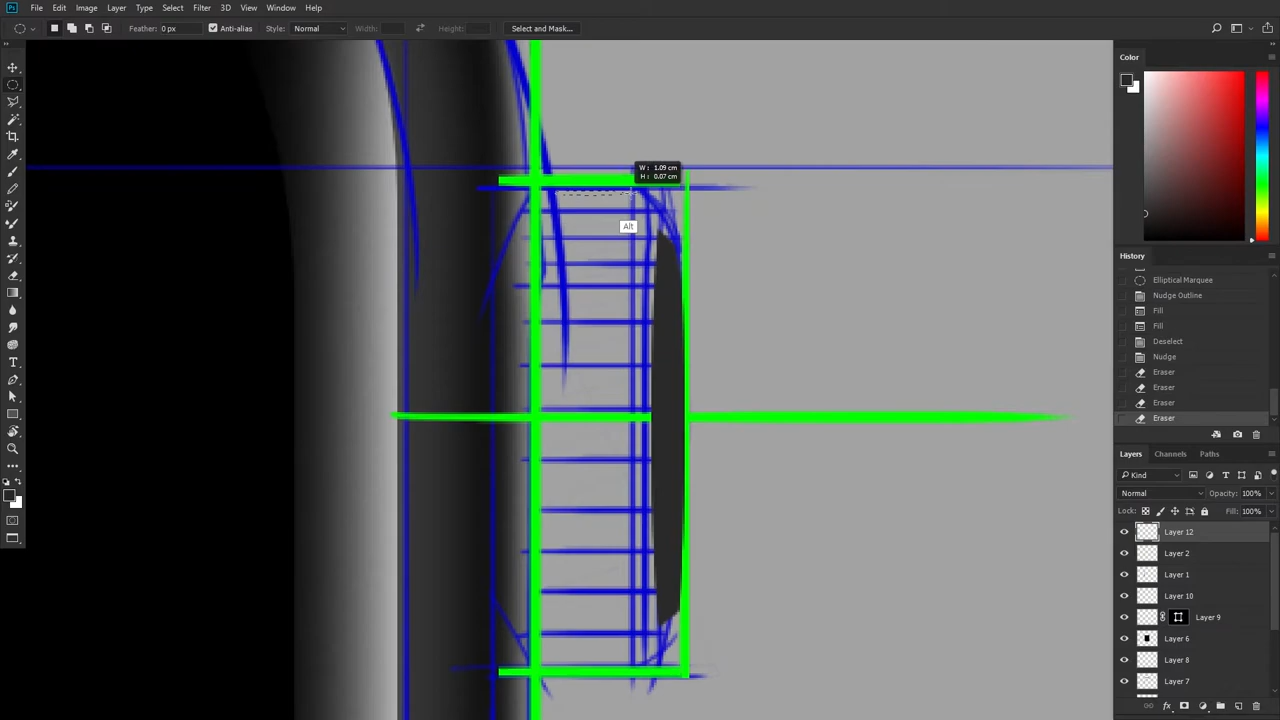 Ps File Edit Image Layer Type Select Filter 3D View Window Help
Feather: 0 px Anti-alias Style: Normal Width: Height: Select and Mask...
Color
W : 1.09 cm
H : 0.07 cm
Alt
History
Elliptical Marquee
Nudge Outline
Fill
Fill
Deselect
Nudge
Eraser
Eraser
Eraser
Eraser
Layers Channels Paths
Kind
Normal Opacity: 100%
Lock: Fill: 100%
Layer 12
Layer 2
Layer 1
Layer 10
Layer 9
Layer 6
Layer 8
Layer 7